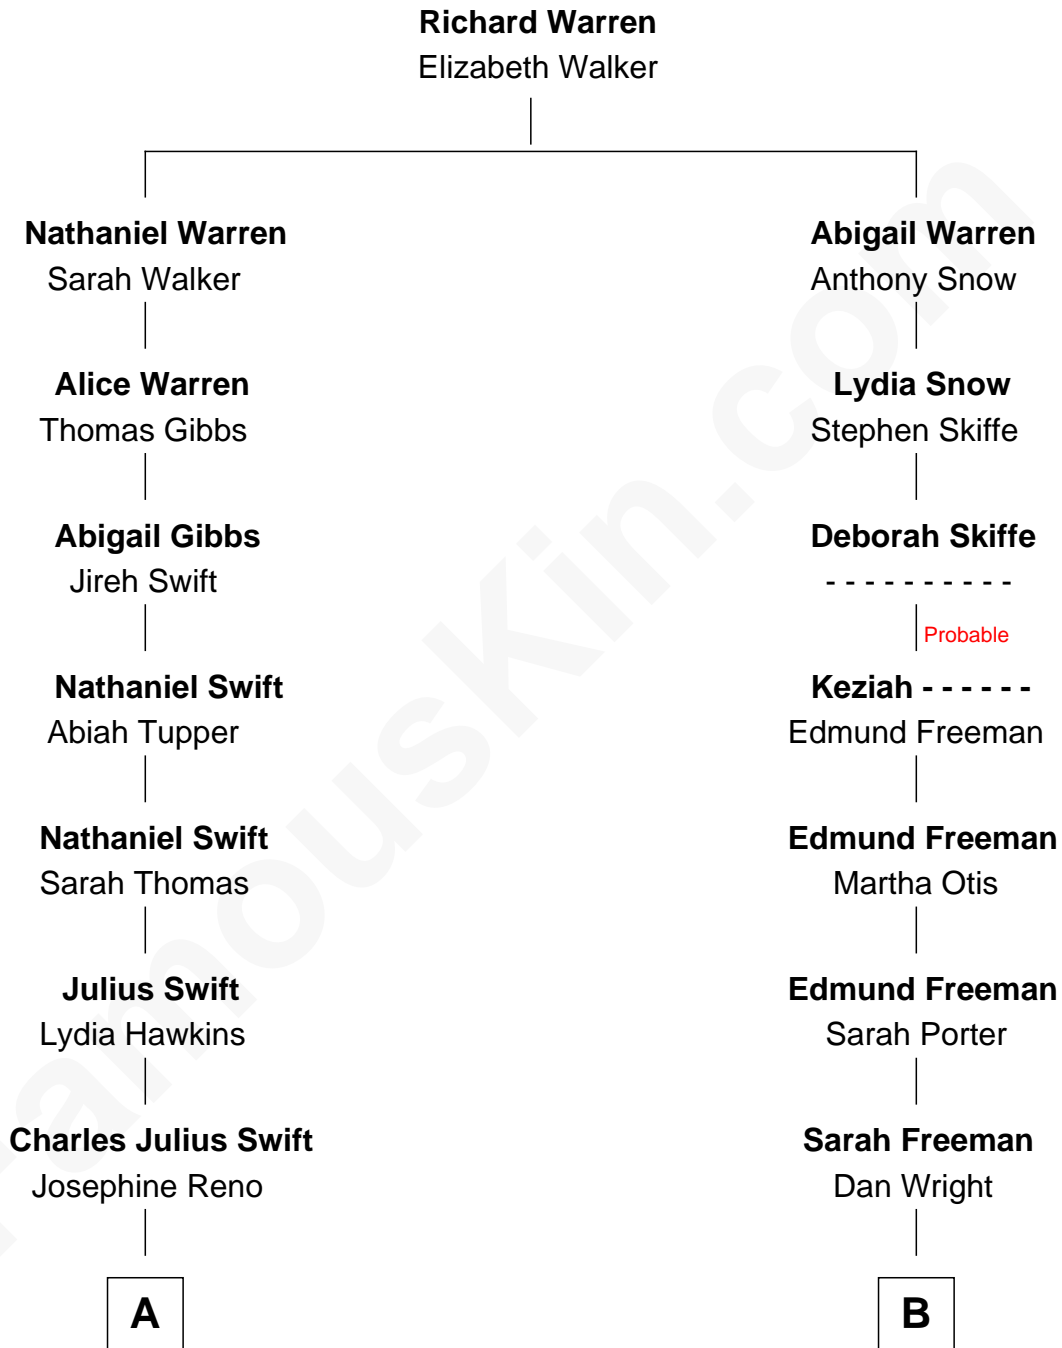 Richard Warren
Elizabeth Walker
Nathaniel Warren
Sarah Walker
Abigail Warren
Anthony Snow
Alice Warren
Thomas Gibbs
Lydia Snow
Stephen Skiffe
Abigail Gibbs
Jireh Swift
Deborah Skiffe
- - - - - - - - - -
Probable
Nathaniel Swift
Abiah Tupper
Keziah - - - - - -
Edmund Freeman
Nathaniel Swift
Sarah Thomas
Edmund Freeman
Martha Otis
Julius Swift
Lydia Hawkins
Edmund Freeman
Sarah Porter
Charles Julius Swift
Josephine Reno
Sarah Freeman
Dan Wright
A
B
FamousKin.com